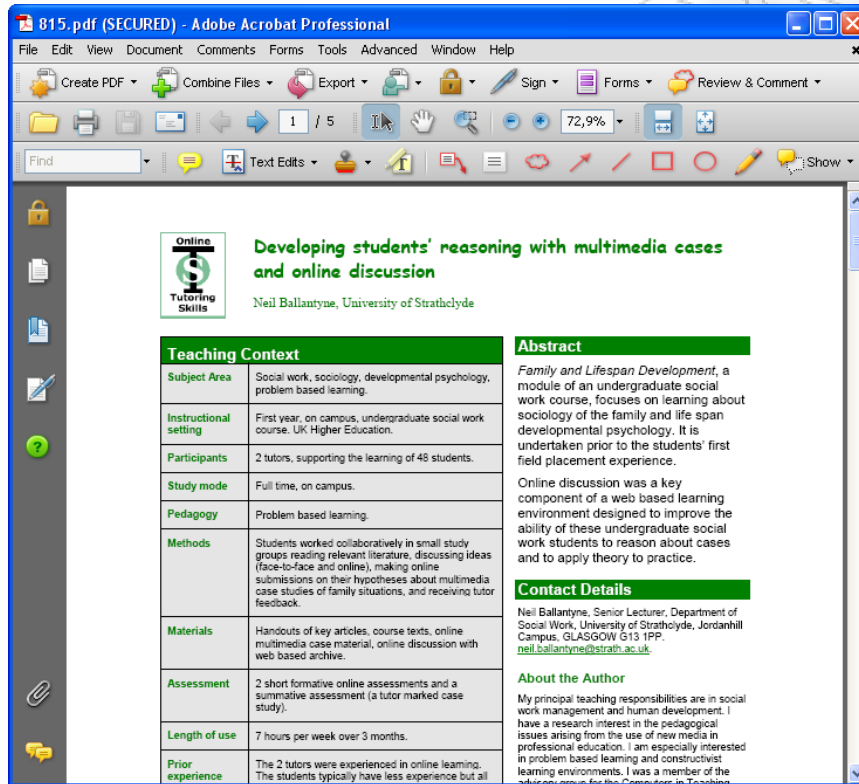 815.pdf (SECURED) - Adobe Acrobat Professional
File Edit View Document Comments Forms Tools Advanced Window Help
Create PDF Combine Files Export Sign Forms Review & Comment
1 / 5 72,9%
Find Text Edits Show
Online
Tutoring
Skills
Developing students' reasoning with multimedia cases
and online discussion
Neil Ballantyne, University of Strathclyde
Teaching Context
Subject Area Social work, sociology, developmental psychology,
problem based learning.
Instructional First year, on campus, undergraduate social work
setting course. UK Higher Education.
Participants 2 tutors, supporting the learning of 48 students.
Study mode Full time, on campus.
Pedagogy Problem based learning.
Methods Students worked collaboratively in small study
groups reading relevant literature, discussing ideas
(face-to-face and online), making online
submissions on their hypotheses about multimedia
case studies of family situations, and receiving tutor
feedback.
Materials Handouts of key articles, course texts, online
multimedia case material, online discussion with
web based archive.
Assessment 2 short formative online assessments and a
summative assessment (a tutor marked case
study).
Length of use 7 hours per week over 3 months.
Prior The 2 tutors were experienced in online learning.
experience The students typically have less experience but all
Abstract
Family and Lifespan Development, a
module of an undergraduate social
work course, focuses on learning about
sociology of the family and life span
developmental psychology. It is
undertaken prior to the students' first
field placement experience.
Online discussion was a key
component of a web based learning
environment designed to improve the
ability of these undergraduate social
work students to reason about cases
and to apply theory to practice.
Contact Details
Neil Ballantyne, Senior Lecturer, Department of
Social Work, University of Strathclyde, Jordanhill
Campus, GLASGOW G13 1PP.
neil.ballantyne@strath.ac.uk.
About the Author
My principal teaching responsibilities are in social
work management and human development. I
have a research interest in the pedagogical
issues arising from the use of new media in
professional education. I am especially interested
in problem based learning and constructivist
learning environments. I was a member of the
advisory group for the Computers in Teaching